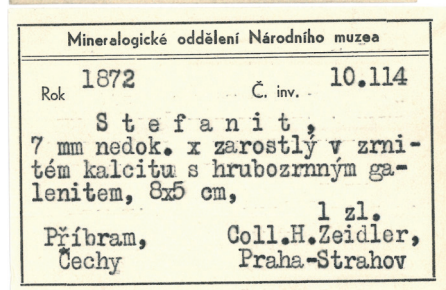 Mineralogické oddělení Národního muzea
Rok 1872 Č. inv. 10.114
Stefanit,
7 mm nedok. x zarostlý v zrni-
tém kalcitu s hrubozrnným ga-
lenitem, 8x5 cm,
1 zl.
Příbram, Coll.H.Zeidler,
Čechy Praha-Strahov